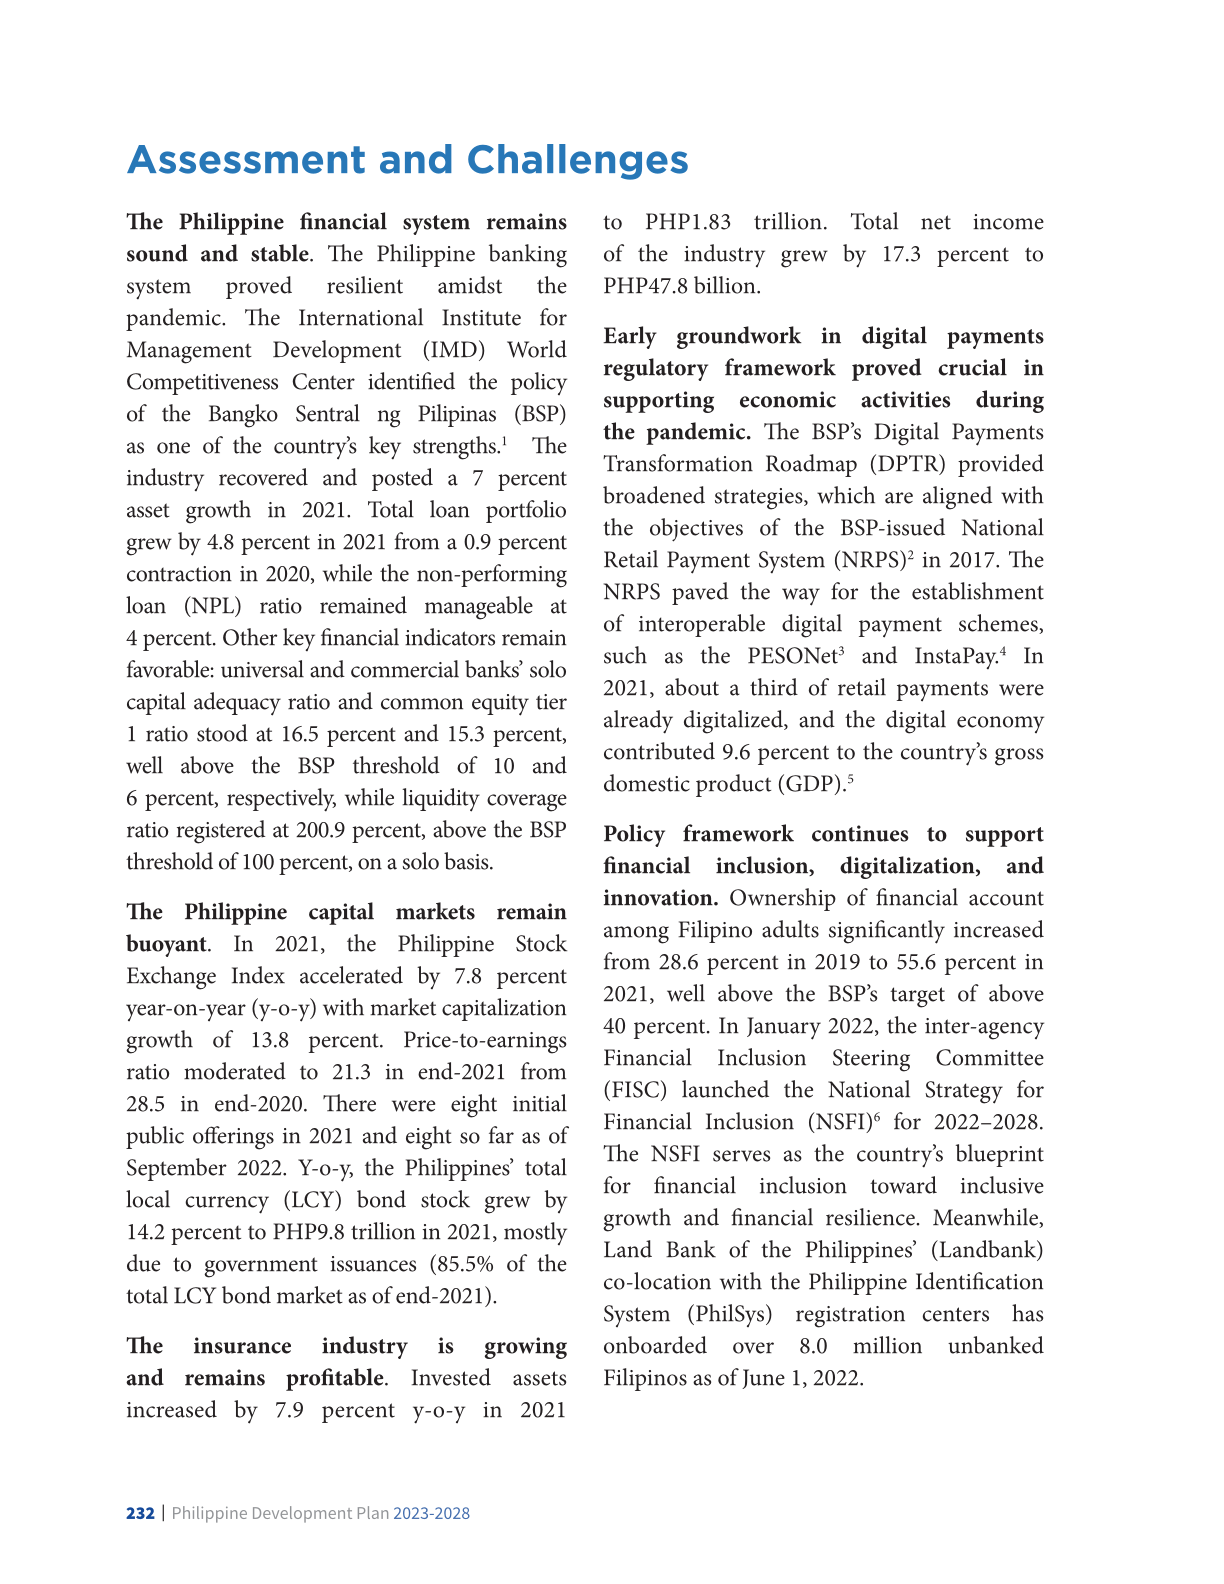 Assessment and Challenges
The Philippine financial system remains
sound and stable. The Philippine banking
system proved resilient amidst the
pandemic. The International Institute for
Management Development (IMD) World
Competitiveness Center identified the policy
of the Bangko Sentral ng Pilipinas (BSP)
as one of the country’s key strengths.¹ The
industry recovered and posted a 7 percent
asset growth in 2021. Total loan portfolio
grew by 4.8 percent in 2021 from a 0.9 percent
contraction in 2020, while the non-performing
loan (NPL) ratio remained manageable at
4 percent. Other key financial indicators remain
favorable: universal and commercial banks’ solo
capital adequacy ratio and common equity tier
1 ratio stood at 16.5 percent and 15.3 percent,
well above the BSP threshold of 10 and
6 percent, respectively, while liquidity coverage
ratio registered at 200.9 percent, above the BSP
threshold of 100 percent, on a solo basis.
The Philippine capital markets remain
buoyant. In 2021, the Philippine Stock
Exchange Index accelerated by 7.8 percent
year-on-year (y-o-y) with market capitalization
growth of 13.8 percent. Price-to-earnings
ratio moderated to 21.3 in end-2021 from
28.5 in end-2020. There were eight initial
public offerings in 2021 and eight so far as of
September 2022. Y-o-y, the Philippines’ total
local currency (LCY) bond stock grew by
14.2 percent to PHP9.8 trillion in 2021, mostly
due to government issuances (85.5% of the
total LCY bond market as of end-2021).
The insurance industry is growing
and remains profitable. Invested assets
increased by 7.9 percent y-o-y in 2021
to PHP1.83 trillion. Total net income
of the industry grew by 17.3 percent to
PHP47.8 billion.
Early groundwork in digital payments
regulatory framework proved crucial in
supporting economic activities during
the pandemic. The BSP’s Digital Payments
Transformation Roadmap (DPTR) provided
broadened strategies, which are aligned with
the objectives of the BSP-issued National
Retail Payment System (NRPS)² in 2017. The
NRPS paved the way for the establishment
of interoperable digital payment schemes,
such as the PESONet³ and InstaPay.⁴ In
2021, about a third of retail payments were
already digitalized, and the digital economy
contributed 9.6 percent to the country’s gross
domestic product (GDP).⁵
Policy framework continues to support
financial inclusion, digitalization, and
innovation. Ownership of financial account
among Filipino adults significantly increased
from 28.6 percent in 2019 to 55.6 percent in
2021, well above the BSP’s target of above
40 percent. In January 2022, the inter-agency
Financial Inclusion Steering Committee
(FISC) launched the National Strategy for
Financial Inclusion (NSFI)⁶ for 2022–2028.
The NSFI serves as the country’s blueprint
for financial inclusion toward inclusive
growth and financial resilience. Meanwhile,
Land Bank of the Philippines’ (Landbank)
co-location with the Philippine Identification
System (PhilSys) registration centers has
onboarded over 8.0 million unbanked
Filipinos as of June 1, 2022.
232 | Philippine Development Plan 2023-2028